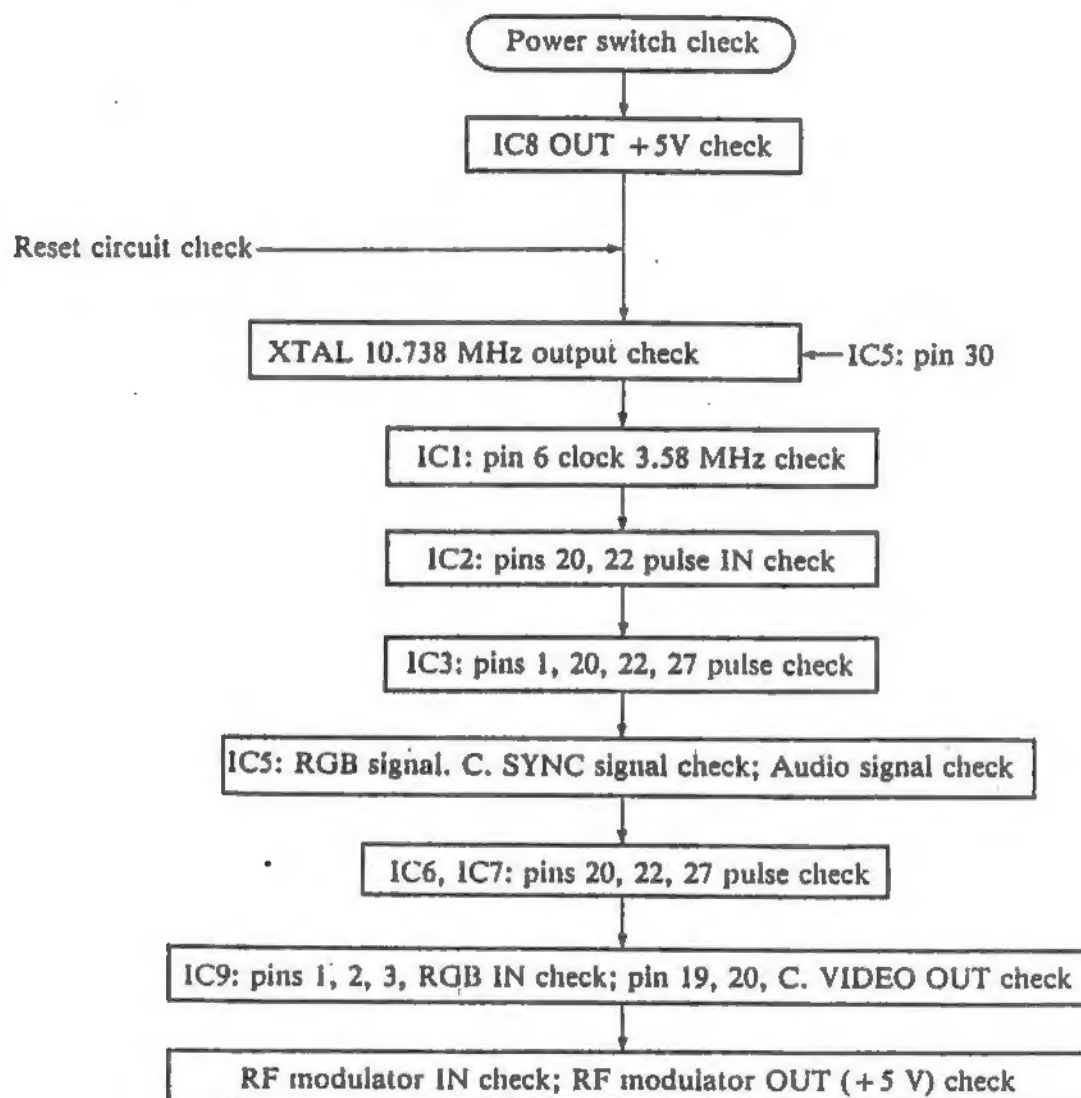 Power switch check
IC8 OUT +5V check
Reset circuit check
XTAL 10.738 MHz output check
IC5: pin 30
IC1: pin 6 clock 3.58 MHz check
IC2: pins 20, 22 pulse IN check
IC3: pins 1, 20, 22, 27 pulse check
IC5: RGB signal. C. SYNC signal check; Audio signal check
IC6, IC7: pins 20, 22, 27 pulse check
IC9: pins 1, 2, 3, RGB IN check; pin 19, 20, C. VIDEO OUT check
RF modulator IN check; RF modulator OUT (+5 V) check